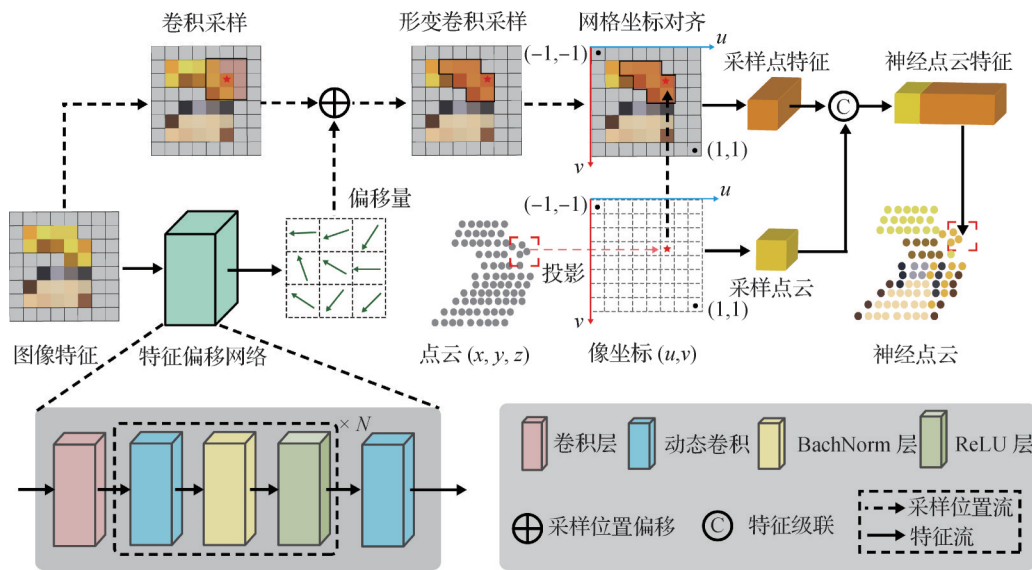 卷积采样
形变卷积采样
网格坐标对齐
(−1,−1)
u
采样点特征
神经点云特征
C
v
(1,1)
偏移量
(−1,−1)
u
投影
采样点云
v
(1,1)
图像特征
特征偏移网络
点云 (x, y, z)
像坐标 (u,v)
神经点云
× N
卷积层
动态卷积
BachNorm 层
ReLU 层
采样位置偏移
C
特征级联
采样位置流
特征流